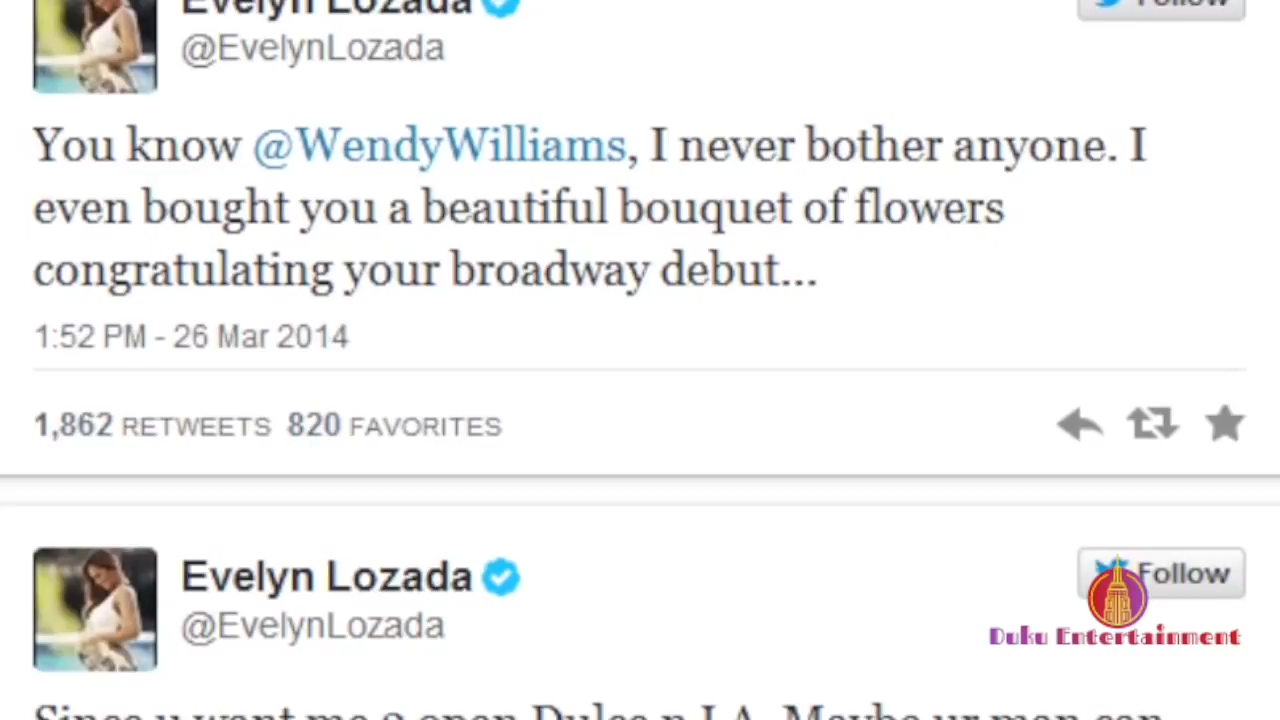 Evelyn Lozada
Follow
@EvelynLozada
You know @WendyWilliams, I never bother anyone. I
even bought you a beautiful bouquet of flowers
congratulating your broadway debut...
1:52 PM - 26 Mar 2014
1,862 RETWEETS 820 FAVORITES
Evelyn Lozada
Follow
@EvelynLozada
Duku Entertainment
Since u want me 2 open Dulce n LA. Maybe ur man can